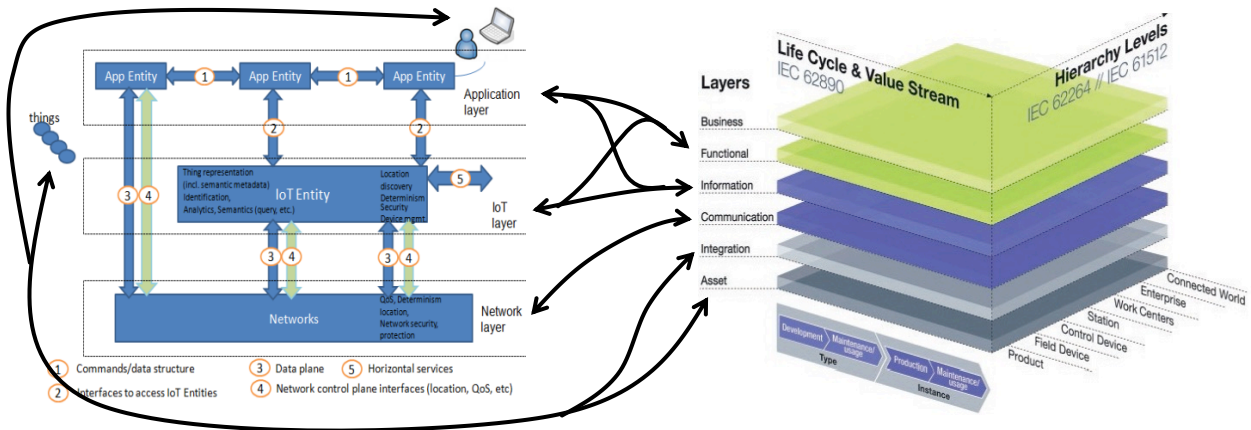 App Entity
1
App Entity
1
App Entity
Application
layer
2
2
things
Thing representation
(incl. semantic metadata)
Identification,
Analytics, Semantics (query, etc.)
IoT Entity
Location
discovery
Determinism
Security
Device mgmt.
5
IoT
layer
3
4
3
4
3
4
Networks
QoS, Determinism
location,
Network security,
protection
Network
layer
1 Commands/data structure
3 Data plane
5 Horizontal services
2 Interfaces to access IoT Entities
4 Network control plane interfaces (location, QoS, etc)
Life Cycle & Value Stream
IEC 62890
Hierarchy Levels
IEC 62264 // IEC 61512
Layers
Business
Functional
Information
Communication
Integration
Asset
Connected World
Enterprise
Work Centers
Station
Control Device
Field Device
Product
Development
Maintenance/
usage
Type
Production
Maintenance/
usage
Instance